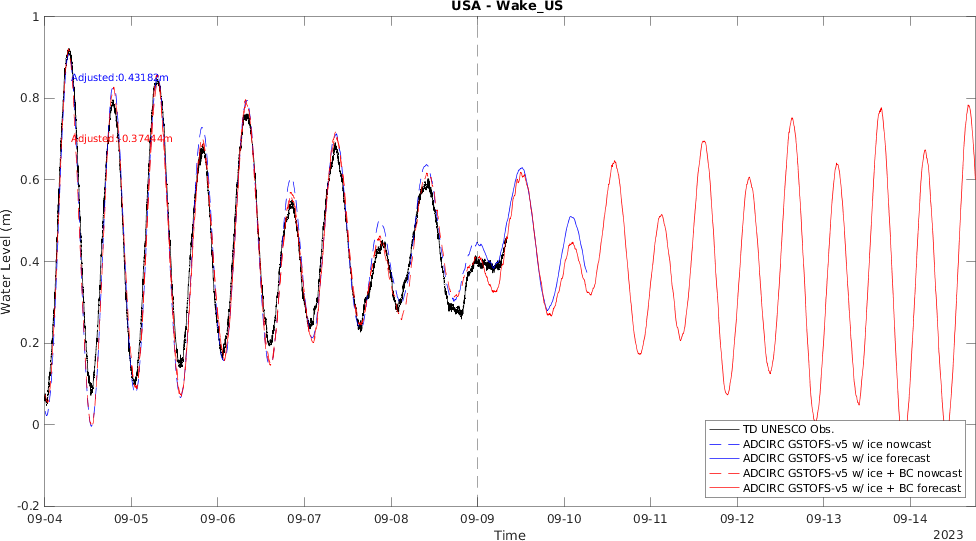 USA - Wake_US
1
0.8
0.6
0.4
0.2
0
-0.2
Water Level (m)
Adjusted:0.43182m
Adjusted:0.37444m
09-04
09-05
09-06
09-07
09-08
09-09
09-10
09-11
09-12
09-13
09-14
Time
2023
TD UNESCO Obs.
ADCIRC GSTOFS-v5 w/ ice nowcast
ADCIRC GSTOFS-v5 w/ ice forecast
ADCIRC GSTOFS-v5 w/ ice + BC nowcast
ADCIRC GSTOFS-v5 w/ ice + BC forecast